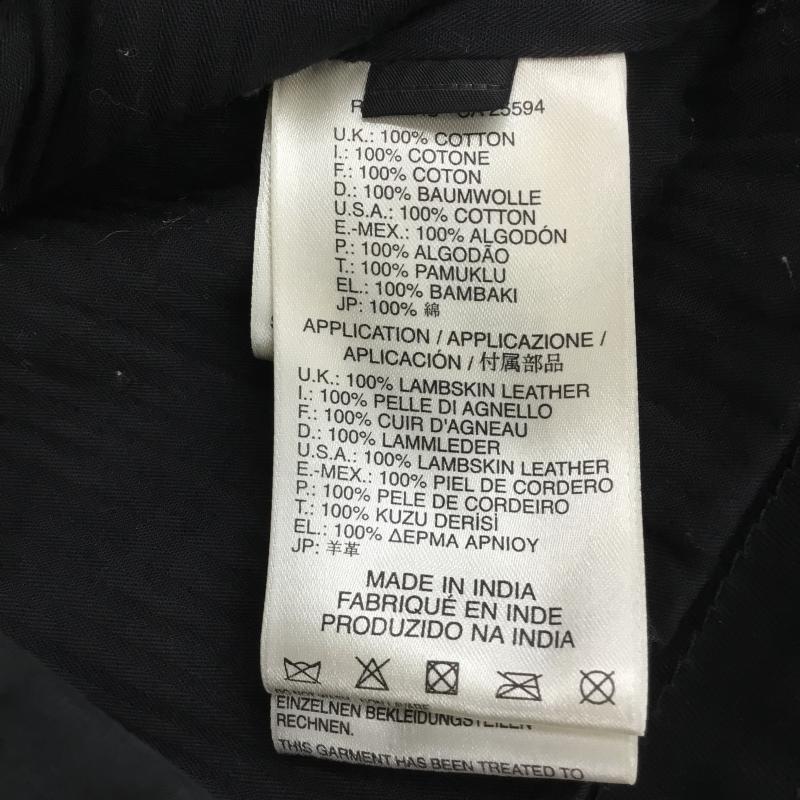 25594
U.K.: 100% COTTON
I.: 100% COTONE
F.: 100% COTON
D.: 100% BAUMWOLLE
U.S.A.: 100% COTTON
E.-MEX.: 100% ALGODÓN
P.: 100% ALGODÃO
T.: 100% PAMUKLU
EL.: 100% BAMBAKI
JP: 100% 綿
APPLICATION / APPLICAZIONE /
APLICACIÓN / 付属部品
U.K.: 100% LAMBSKIN LEATHER
I.: 100% PELLE DI AGNELLO
F.: 100% CUIR D'AGNEAU
D.: 100% LAMMLEDER
U.S.A.: 100% LAMBSKIN LEATHER
E.-MEX.: 100% PIEL DE CORDERO
P.: 100% PELE DE CORDEIRO
T.: 100% KUZU DERİSİ
EL.: 100% ΔΕΡΜΑ ΑΡΝΙΟΥ
JP: 羊革
MADE IN INDIA
FABRIQUÉ EN INDE
PRODUZIDO NA INDIA
EINZELNEN BEKLEIDUNGSTEILEN
RECHNEN.
THIS GARMENT HAS BEEN TREATED TO